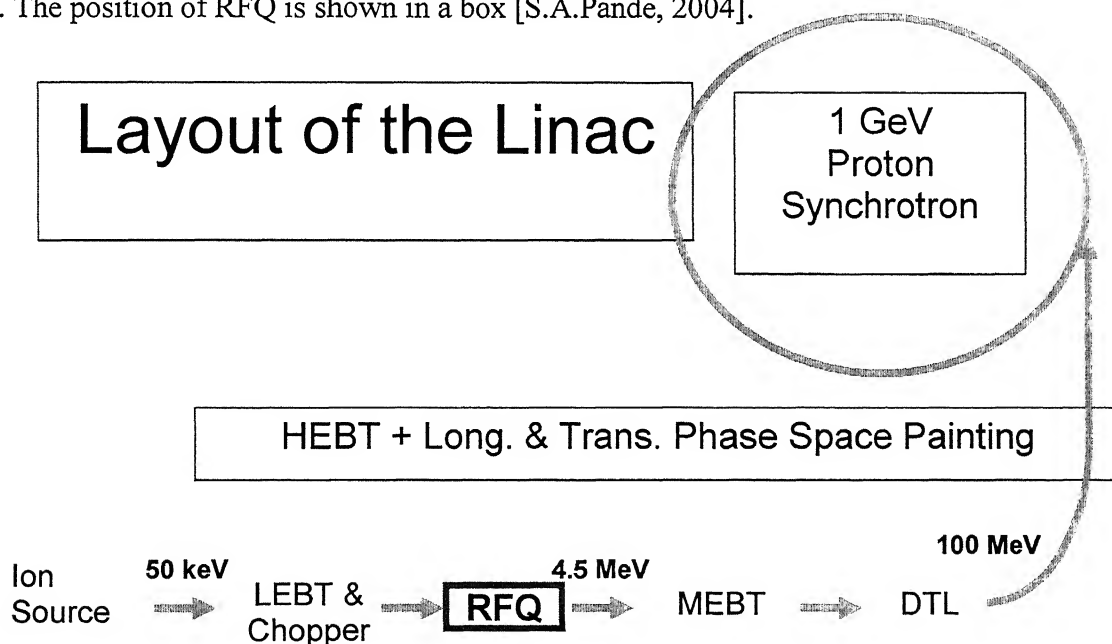 . The position of RFQ is shown in a box [S.A.Pande, 2004].
Layout of the Linac
1 GeV
Proton
Synchrotron
HEBT + Long. & Trans. Phase Space Painting
100 MeV
50 keV
4.5 MeV
Ion
Source
LEBT &
Chopper
RFQ
MEBT
DTL